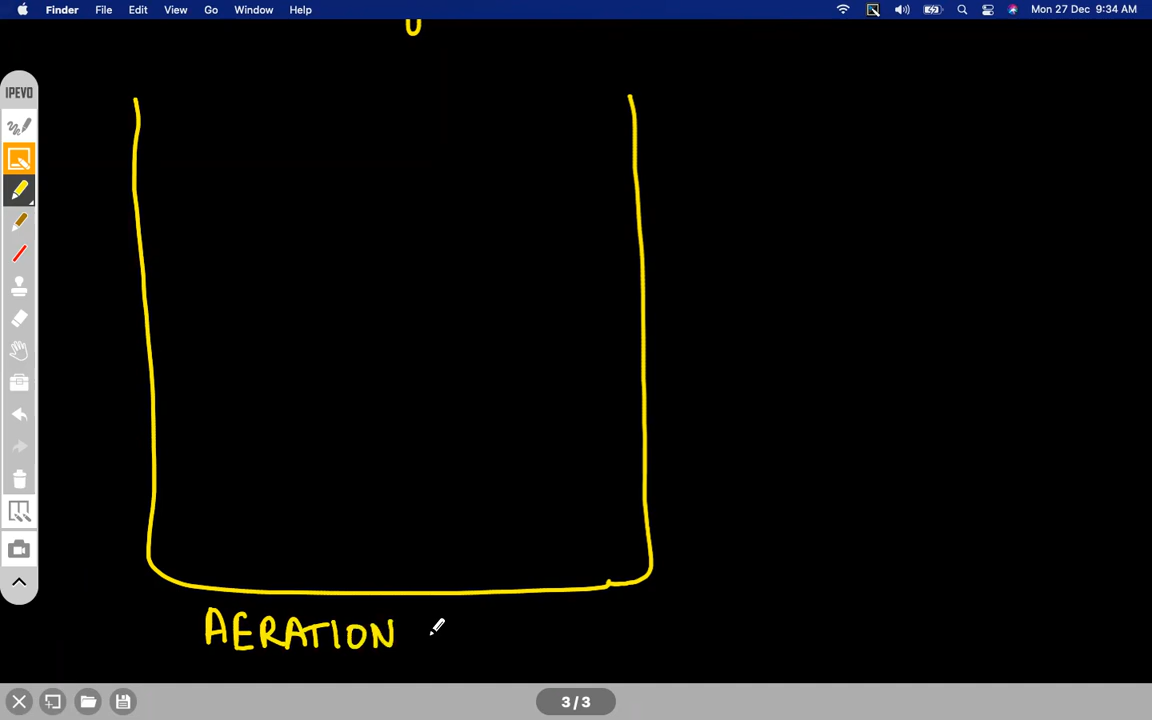 Finder File Edit View Go Window Help Mon 27 Dec 9:34 AM
IPEVO
AERATION
3/3